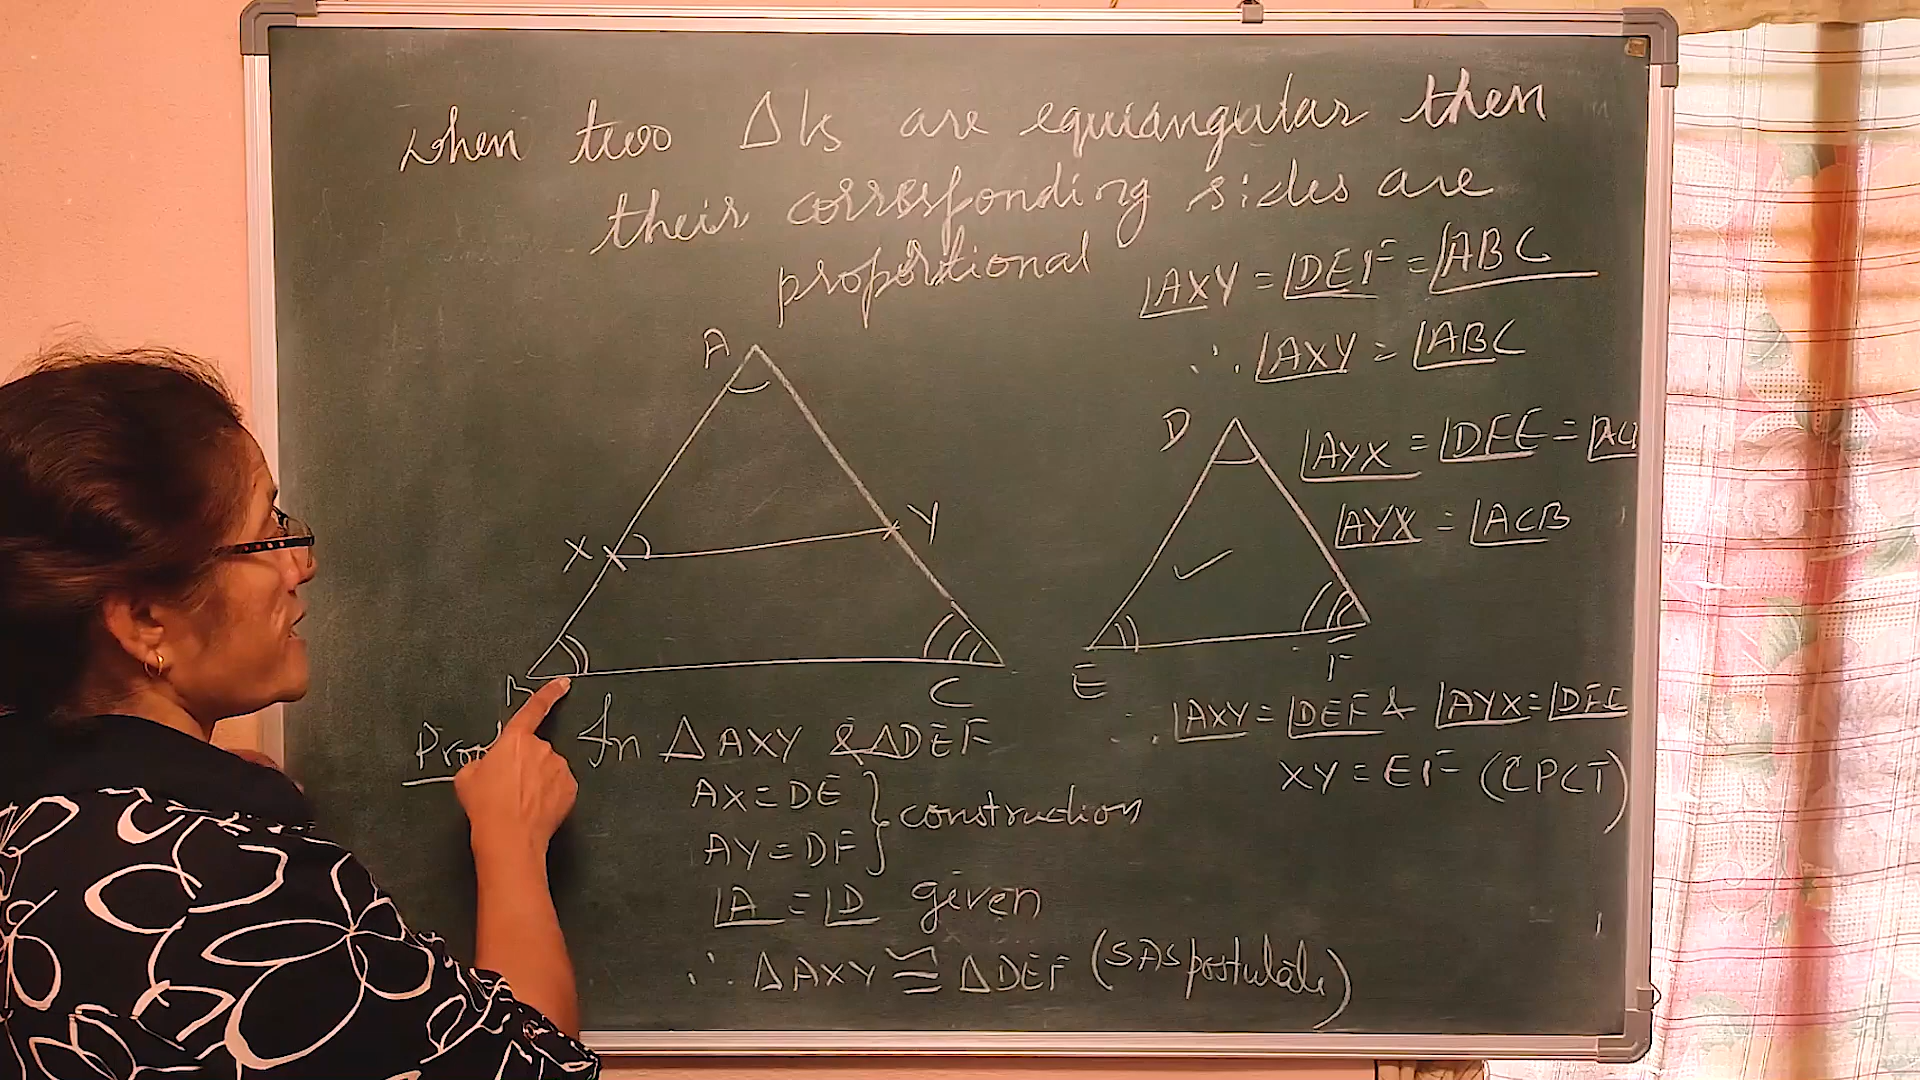 when two Δls are equiangular then
their corresponding sides are
proportional
∠AXY = ∠DEF = ∠ABC
∴ ∠AXY = ∠ABC
A
D
∠AYX = ∠DFE = ∠AC
∠AYX = ∠ACB
X
Y
C
E
F
∴ ∠AXY = ∠DEF & ∠AYX = ∠DFE
XY = EF (CPCT)
In ΔAXY & ΔDEF
AX = DE
AY = DF } construction
∠A = ∠D given
∴ ΔAXY ≅ ΔDEF (SAS postulate)